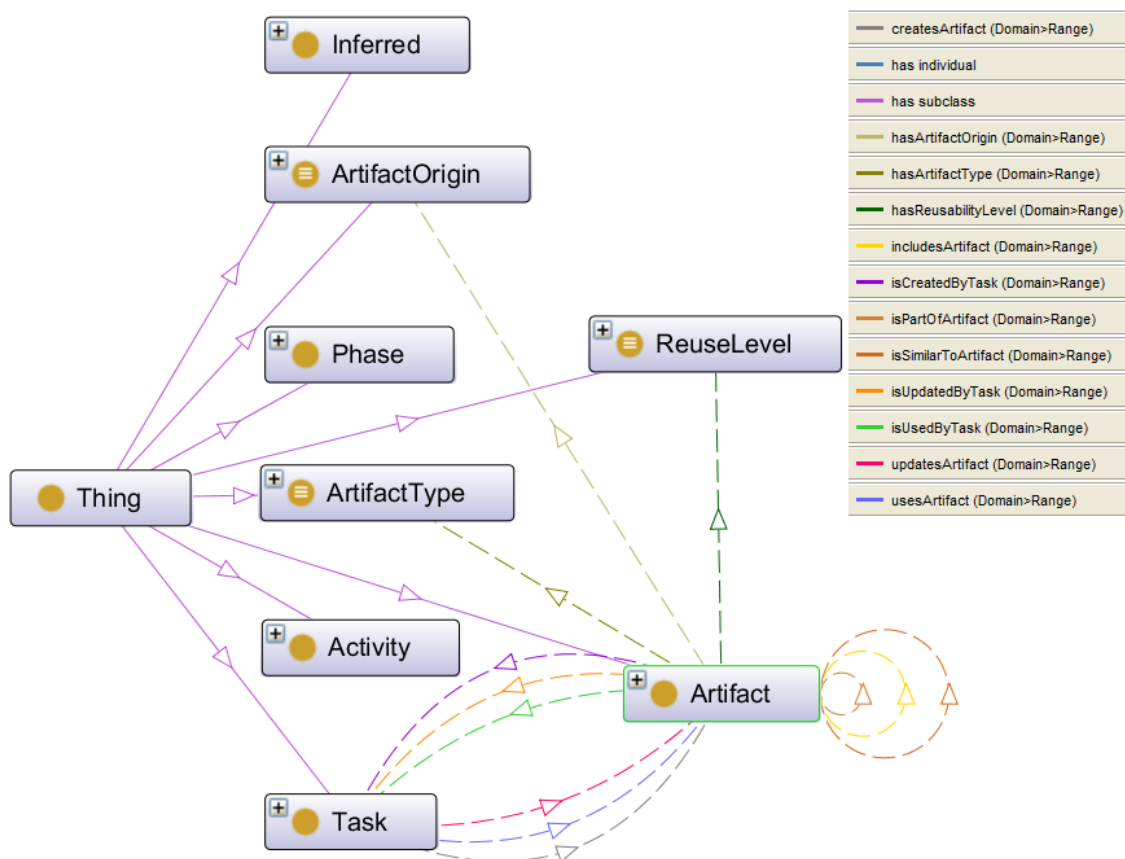 Inferred
ArtifactOrigin
Phase
ReuseLevel
Thing
ArtifactType
Activity
Artifact
Task
createsArtifact (Domain>Range)
has individual
has subclass
hasArtifactOrigin (Domain>Range)
hasArtifactType (Domain>Range)
hasReusabilityLevel (Domain>Range)
includesArtifact (Domain>Range)
isCreatedByTask (Domain>Range)
isPartOfArtifact (Domain>Range)
isSimilarToArtifact (Domain>Range)
isUpdatedByTask (Domain>Range)
isUsedByTask (Domain>Range)
updatesArtifact (Domain>Range)
usesArtifact (Domain>Range)